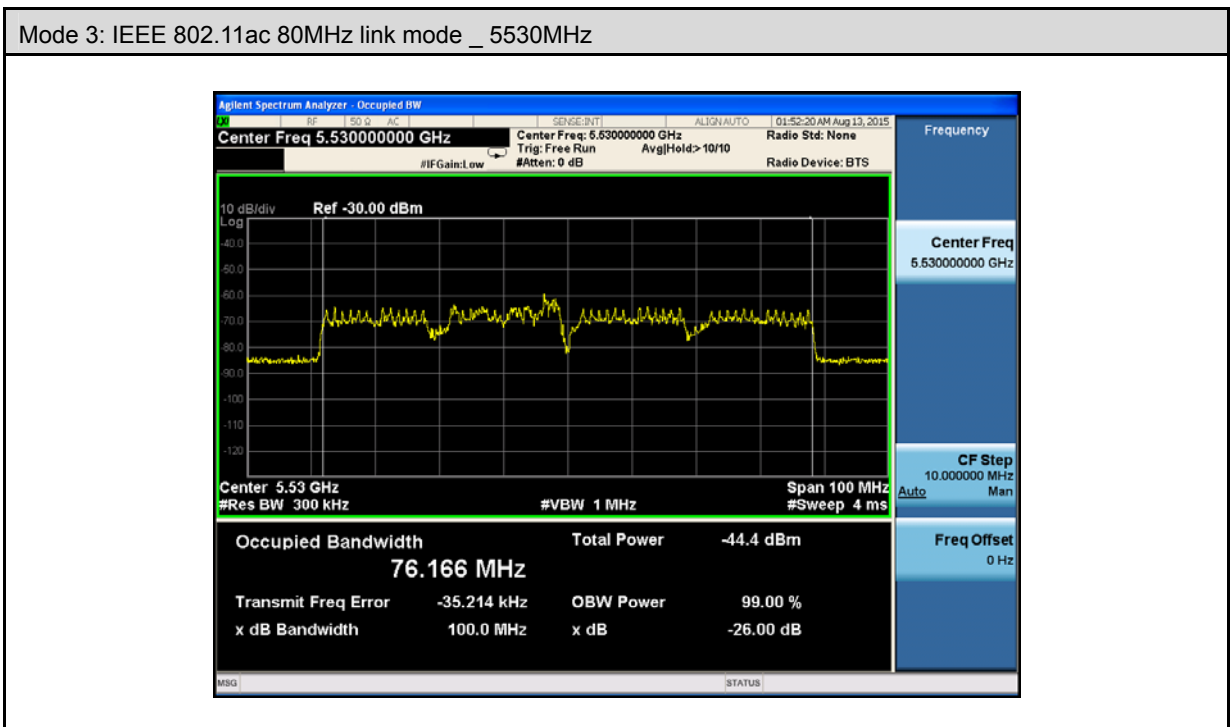 Mode 3: IEEE 802.11ac 80MHz link mode _ 5530MHz
Agilent Spectrum Analyzer - Occupied BW
RF 50 Ω AC SENSE:INT ALIGN AUTO 01:52:20 AM Aug 13, 2015
Center Freq 5.530000000 GHz
Center Freq: 5.530000000 GHz
Radio Std: None
Trig: Free Run Avg|Hold:> 10/10
#IFGain:Low
#Atten: 0 dB
Radio Device: BTS
10 dB/div Ref -30.00 dBm
Log
-40.0
-50.0
-60.0
-70.0
-80.0
-90.0
-100
-110
-120
Center 5.53 GHz
Span 100 MHz
#Res BW 300 kHz
#VBW 1 MHz
#Sweep 4 ms
Occupied Bandwidth
76.166 MHz
Total Power -44.4 dBm
Transmit Freq Error -35.214 kHz
OBW Power 99.00 %
x dB Bandwidth 100.0 MHz
x dB -26.00 dB
MSG
STATUS
Frequency
Center Freq
5.530000000 GHz
CF Step
10.000000 MHz
Auto Man
Freq Offset
0 Hz